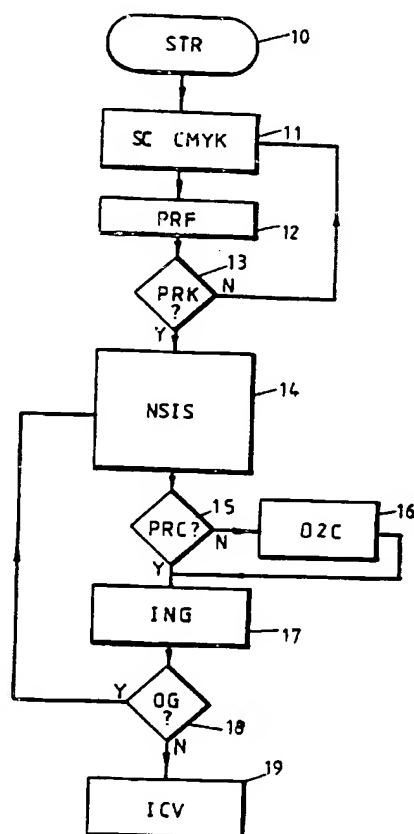 STR
10
SC CMYK
11
PRF
12
13
PRK
?
N
Y
NSIS
14
15
PRC?
N
16
O2C
Y
ING
17
Y
OG
?
18
N
19
ICV